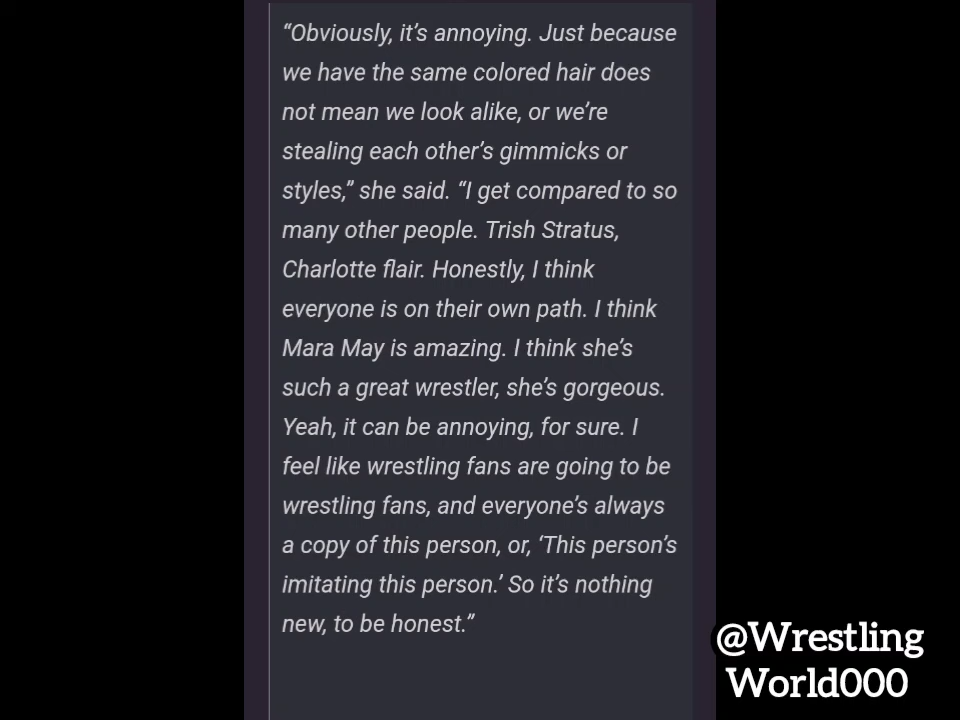 “Obviously, it’s annoying. Just because
we have the same colored hair does
not mean we look alike, or we’re
stealing each other’s gimmicks or
styles,” she said. “I get compared to so
many other people. Trish Stratus,
Charlotte flair. Honestly, I think
everyone is on their own path. I think
Mara May is amazing. I think she’s
such a great wrestler, she’s gorgeous.
Yeah, it can be annoying, for sure. I
feel like wrestling fans are going to be
wrestling fans, and everyone’s always
a copy of this person, or, ‘This person’s
imitating this person.’ So it’s nothing
new, to be honest.”
@Wrestling
World000